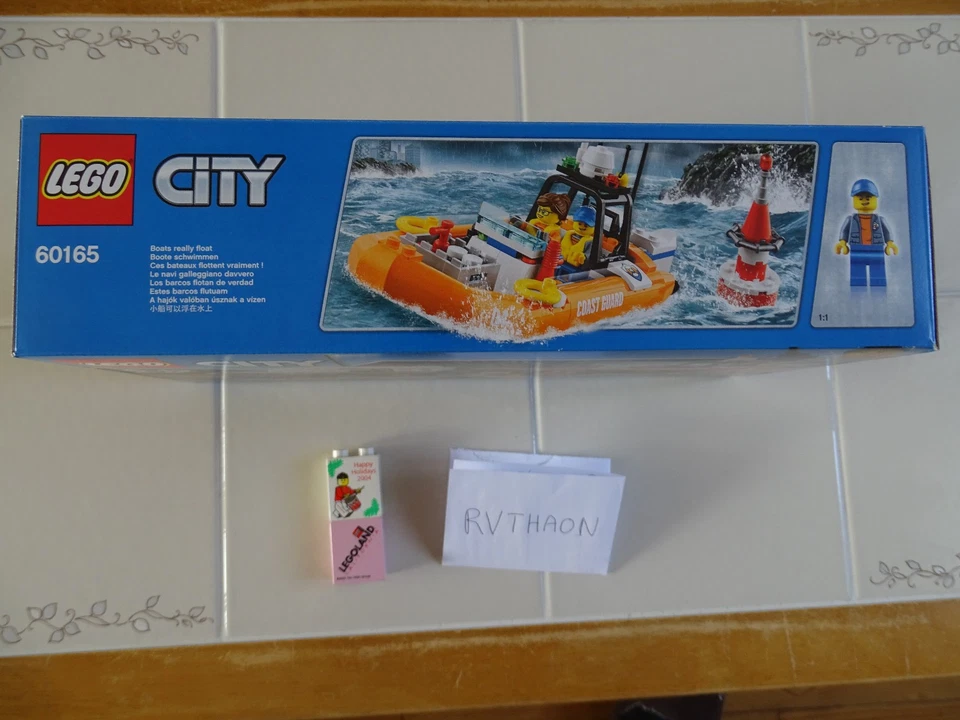 LEGO
CITY
60165
Boats really float
Boote schwimmen
Ces bateaux flottent vraiment !
Le navi galleggiano davvero
Los barcos flotan de verdad
Estes barcos flutuam
A hajók valóban úsznak a vízen
小船可以浮在水上
COAST GUARD
1:1
LEGO CITY
Happy
Holidays
2004
LEGOLAND
RVTHAON